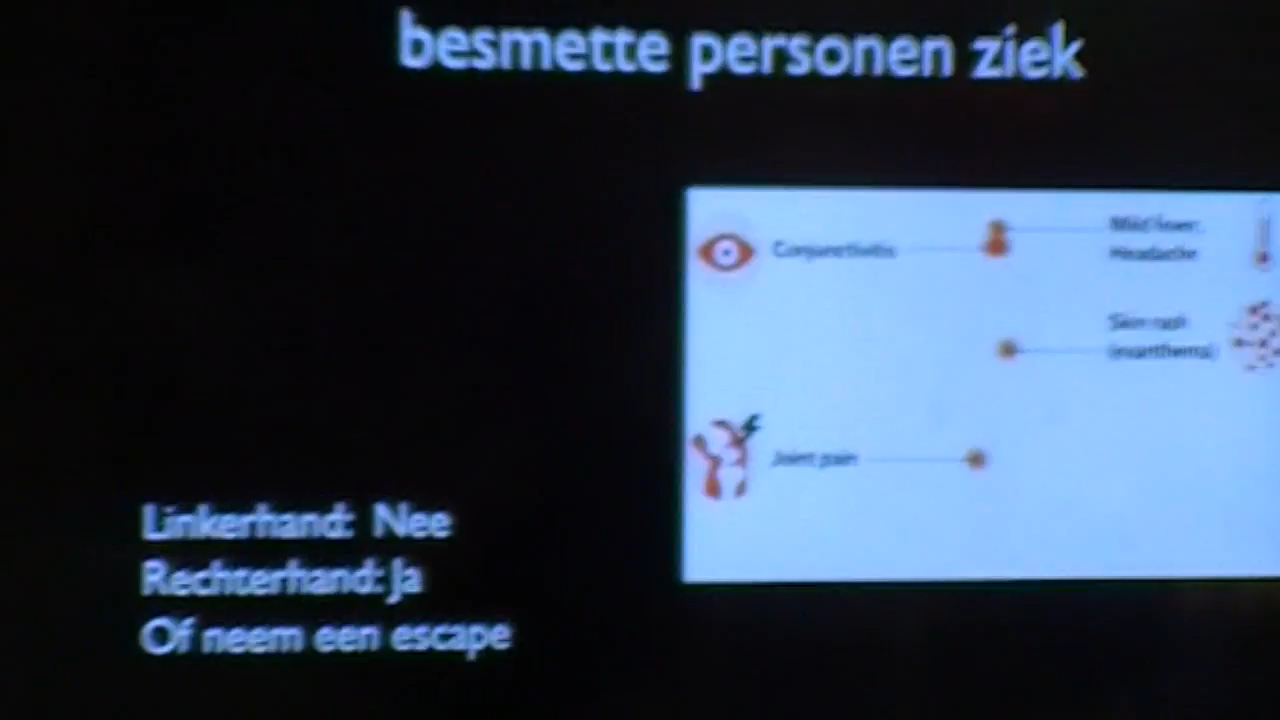 besmette personen ziek
Conjunctivitis
Mild fever,
Headache
Skin rash
(exanthema)
Joint pain
Linkerhand: Nee
Rechterhand: Ja
Of neem een escape